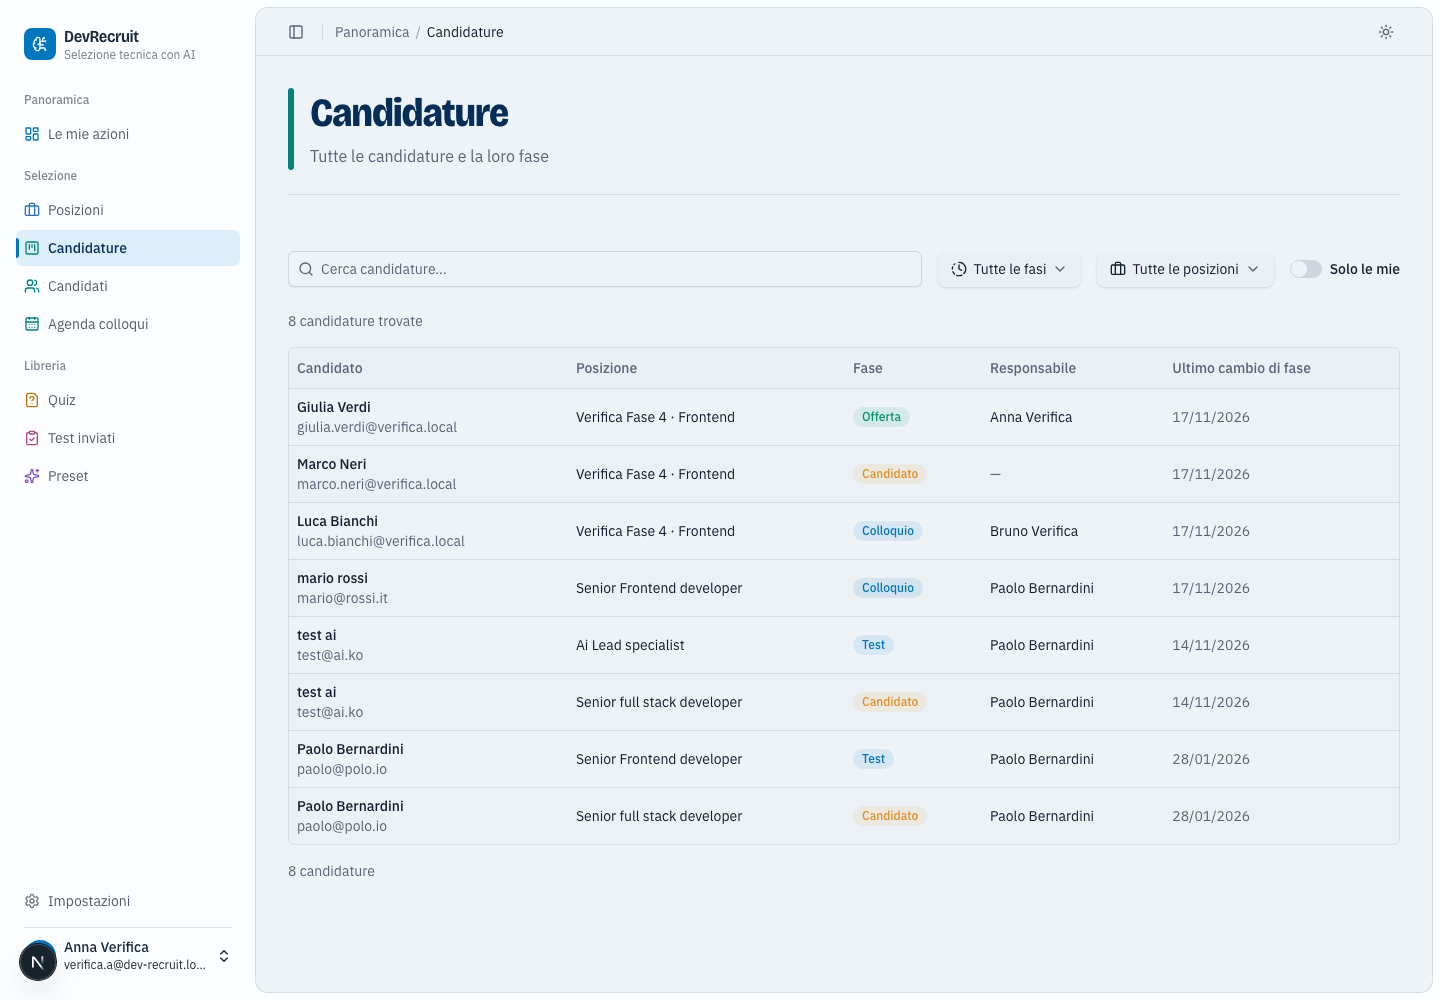 DevRecruit
Selezione tecnica con AI
Panoramica
Le mie azioni
Selezione
Posizioni
Candidature
Candidati
Agenda colloqui
Libreria
Quiz
Test inviati
Preset
Impostazioni
Anna Verifica
verifica.a@dev-recruit.lo...
N
Panoramica / Candidature
Candidature
Tutte le candidature e la loro fase
Cerca candidature...
Tutte le fasi
Tutte le posizioni
Solo le mie
8 candidature trovate
Candidato Posizione Fase Responsabile Ultimo cambio di fase
Giulia Verdi
giulia.verdi@verifica.local
Verifica Fase 4 · Frontend Offerta Anna Verifica 17/11/2026
Marco Neri
marco.neri@verifica.local
Verifica Fase 4 · Frontend Candidato — 17/11/2026
Luca Bianchi
luca.bianchi@verifica.local
Verifica Fase 4 · Frontend Colloquio Bruno Verifica 17/11/2026
mario rossi
mario@rossi.it
Senior Frontend developer Colloquio Paolo Bernardini 17/11/2026
test ai
test@ai.ko
Ai Lead specialist Test Paolo Bernardini 14/11/2026
test ai
test@ai.ko
Senior full stack developer Candidato Paolo Bernardini 14/11/2026
Paolo Bernardini
paolo@polo.io
Senior Frontend developer Test Paolo Bernardini 28/01/2026
Paolo Bernardini
paolo@polo.io
Senior full stack developer Candidato Paolo Bernardini 28/01/2026
8 candidature